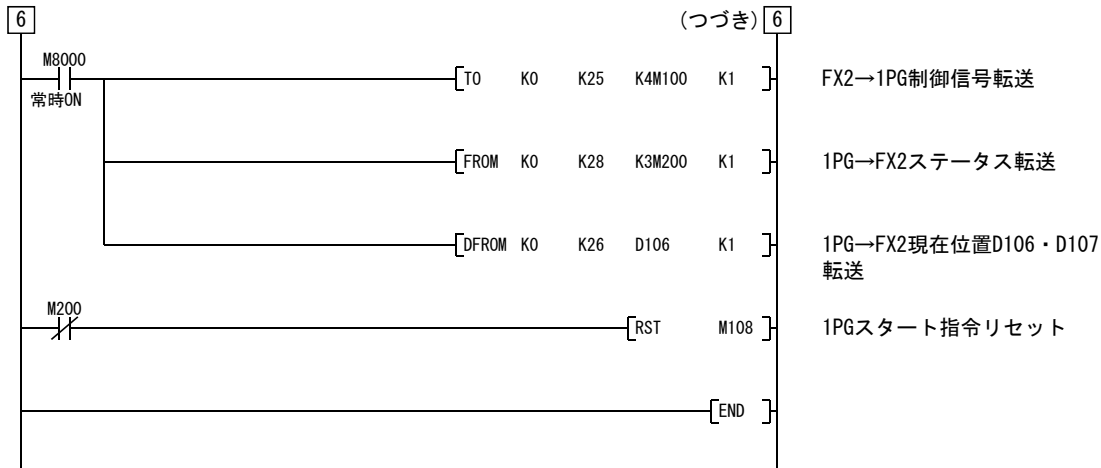 6 (つづき) 6
M8000
常時ON
TO K0 K25 K4M100 K1 FX2→1PG制御信号転送
FROM K0 K28 K3M200 K1 1PG→FX2ステータス転送
DFROM K0 K26 D106 K1 1PG→FX2現在位置D106・D107
転送
M200
RST M108 1PGスタート指令リセット
END